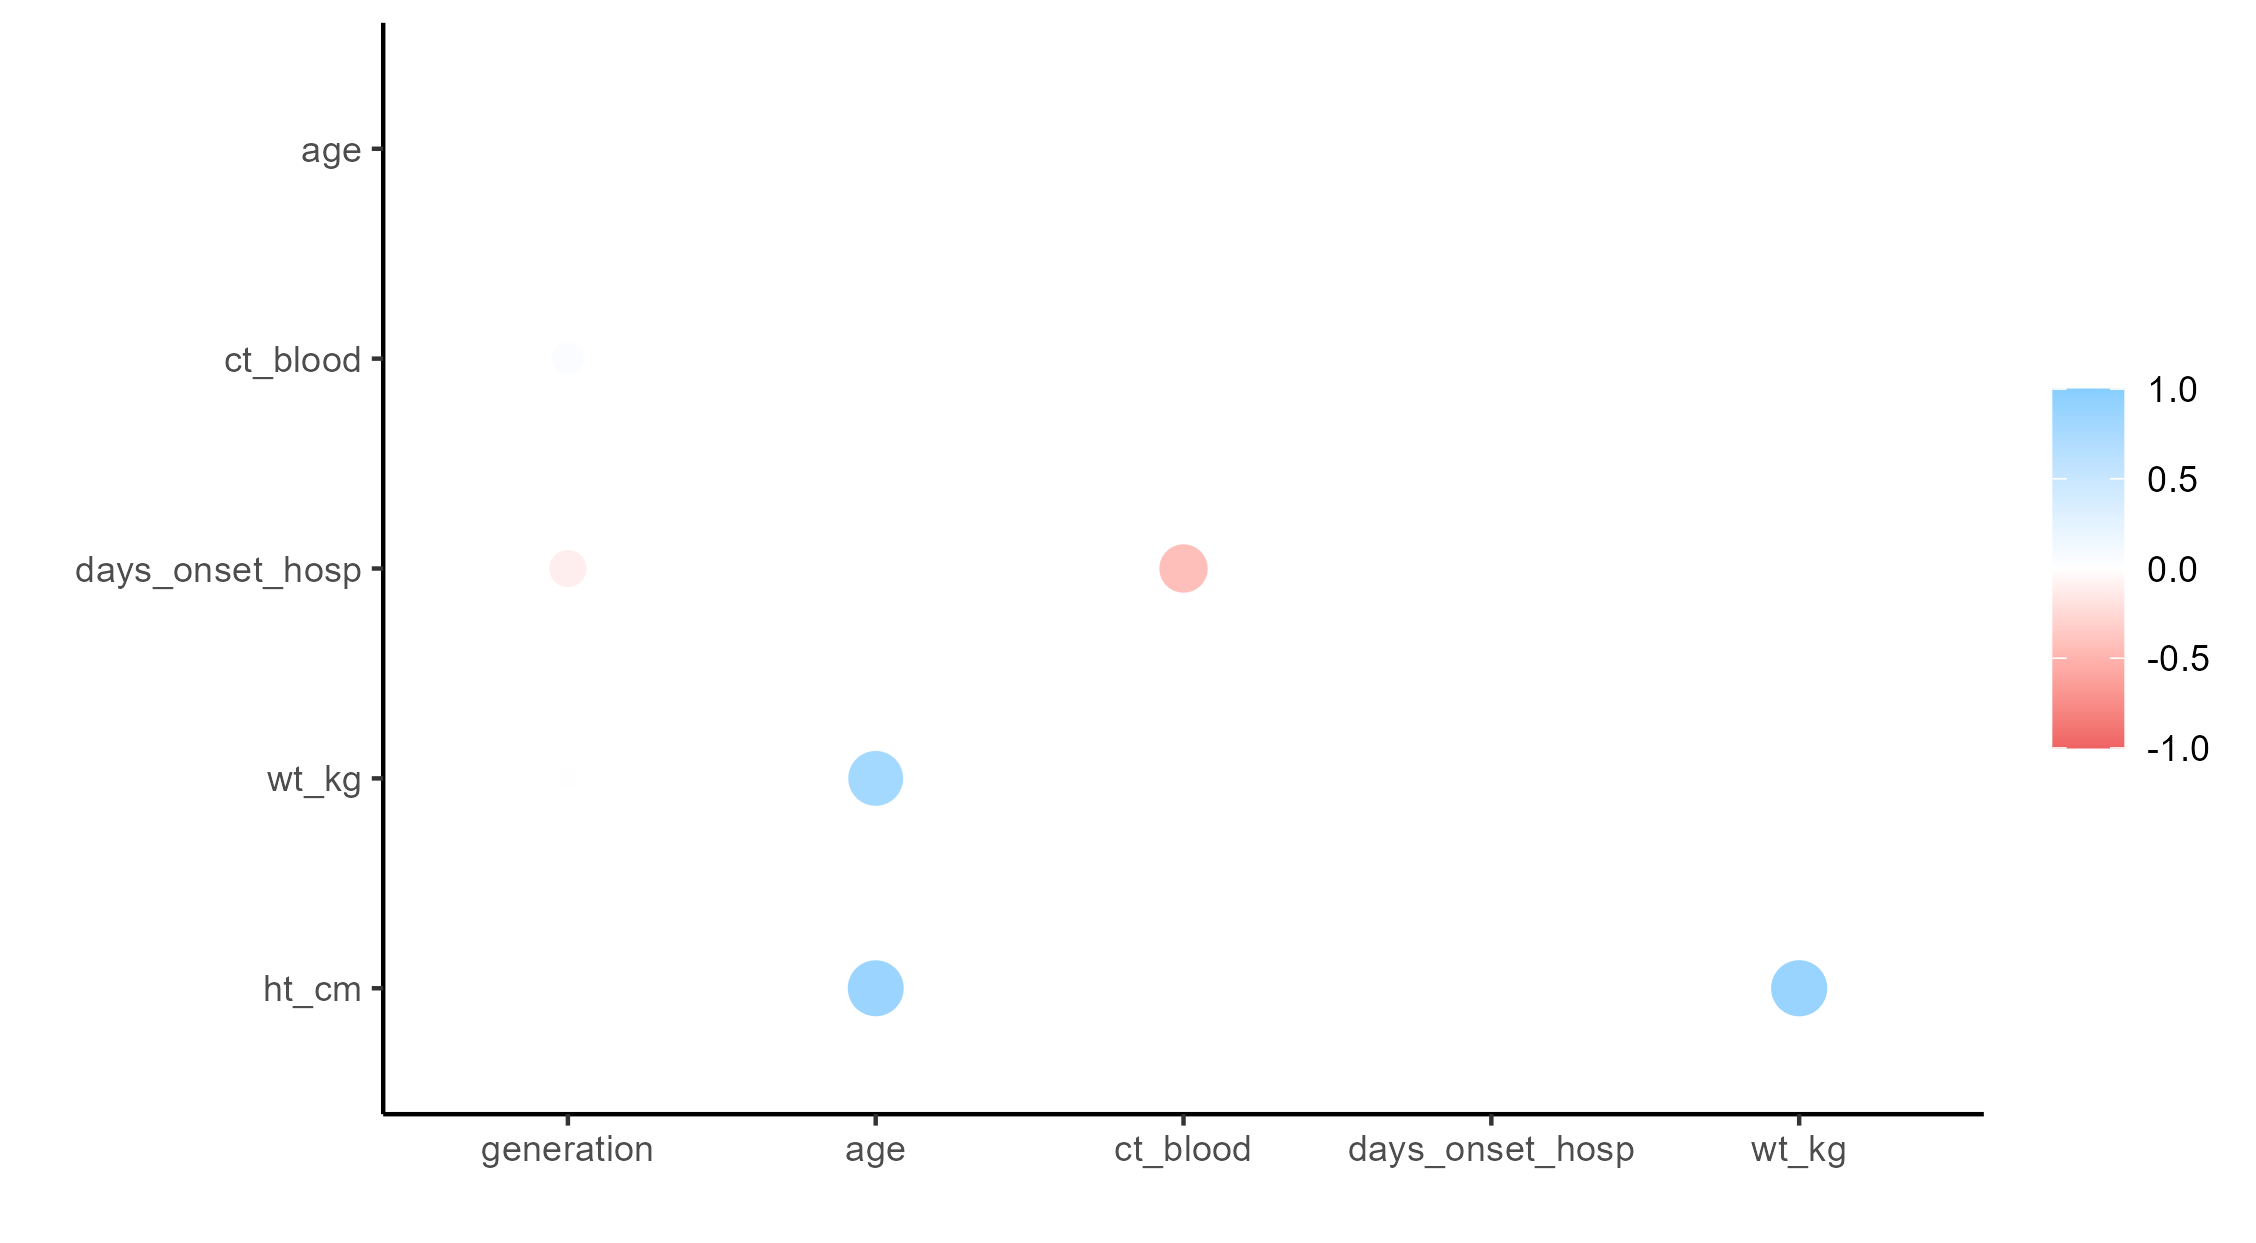 age
ct_blood
days_onset_hosp
wt_kg
ht_cm
generation age ct_blood days_onset_hosp wt_kg
1.0
0.5
0.0
-0.5
-1.0